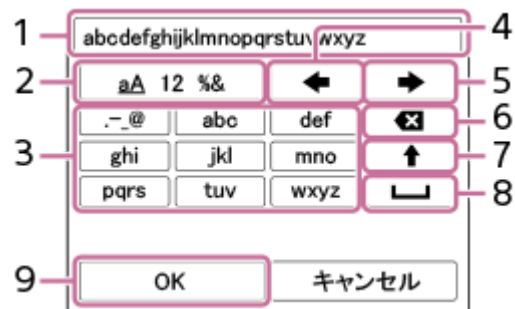 1 abcdefghijklmnopqrstuvwxyz 4
2 aA 12 %& 5
.-_@ abc def 6
3 ghi jkl mno 7
pqrs tuv wxyz 8
9 OK キャンセル